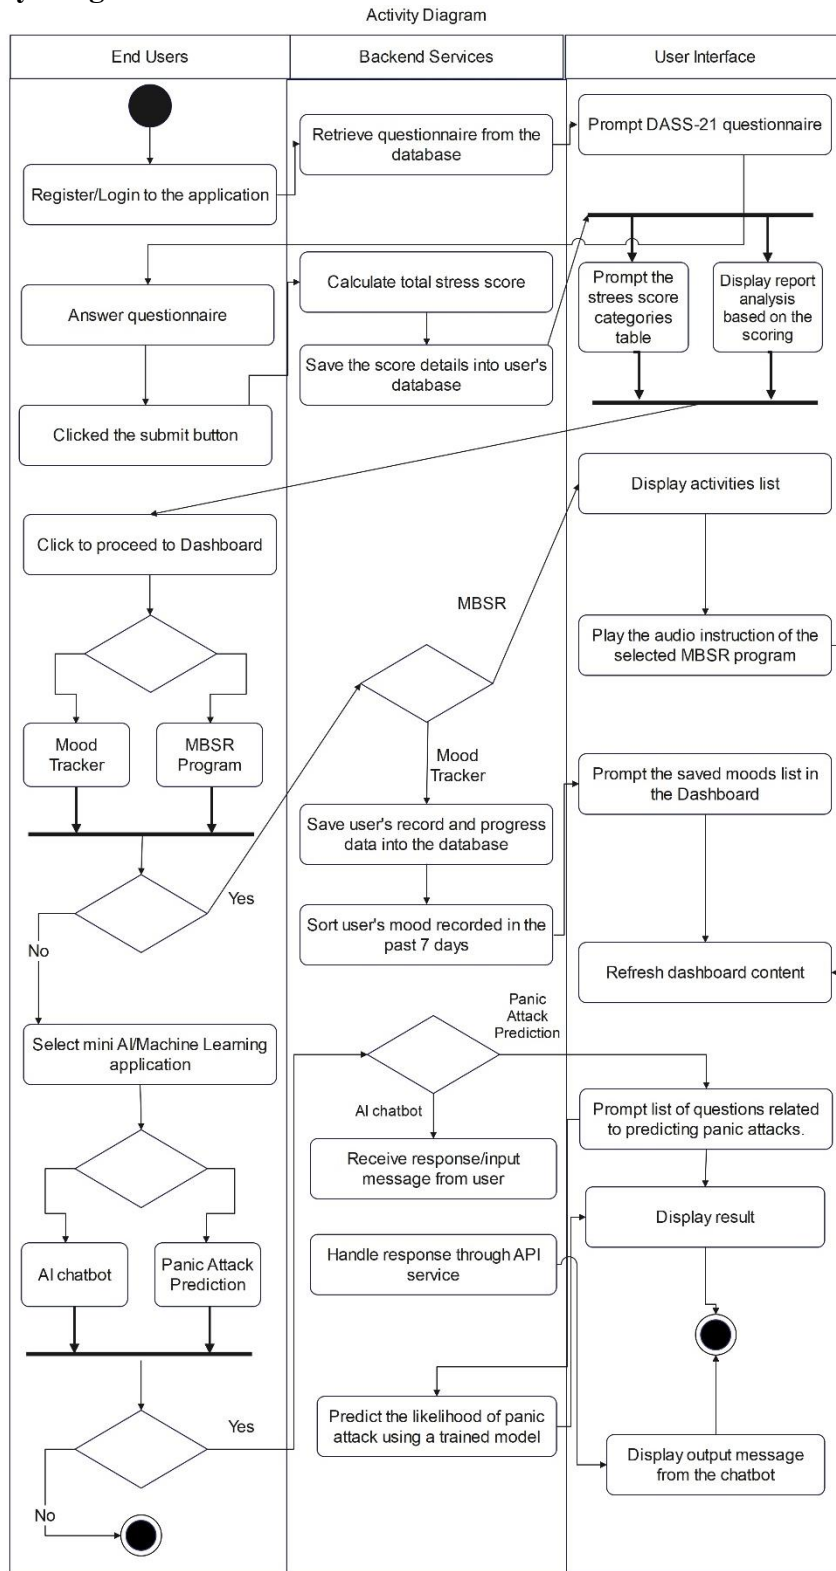 Activity Diagram
End Users
Backend Services
User Interface
Register/Login to the application
Retrieve questionnaire from the
database
Prompt DASS-21 questionnaire
Answer questionnaire
Calculate total stress score
Prompt the
strees score
categories
table
Display report
analysis
based on the
scoring
Save the score details into user's
database
Clicked the submit button
Display activities list
Click to proceed to Dashboard
MBSR
Play the audio instruction of the
selected MBSR program
Mood
Tracker
MBSR
Program
Mood
Tracker
Prompt the saved moods list in
the Dashboard
Save user's record and progress
data into the database
Yes
No
Sort user's mood recorded in the
past 7 days
Refresh dashboard content
Panic
Attack
Prediction
Select mini AI/Machine Learning
application
AI chatbot
Prompt list of questions related
to predicting panic attacks.
Receive response/input
message from user
Display result
Handle response through API
service
AI chatbot
Panic Attack
Prediction
Yes
Predict the likelihood of panic
attack using a trained model
Display output message
from the chatbot
No